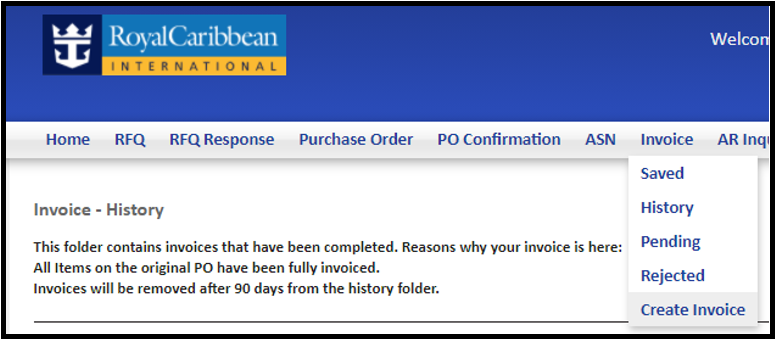 RoyalCaribbean
INTERNATIONAL
Welcom
Home RFQ RFQ Response Purchase Order PO Confirmation ASN Invoice AR Inq
Saved
History
Pending
Rejected
Create Invoice
Invoice - History
This folder contains invoices that have been completed. Reasons why your invoice is here:
All Items on the original PO have been fully invoiced.
Invoices will be removed after 90 days from the history folder.